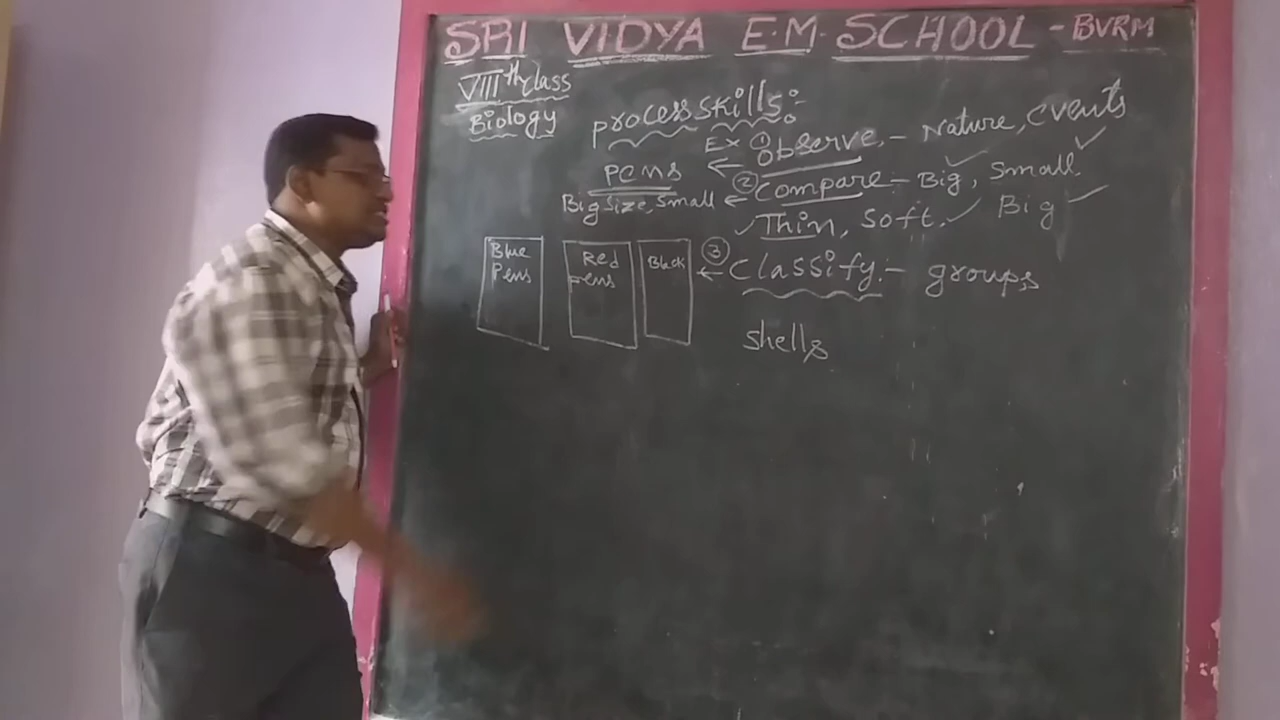 SRI VIDYA E.M. SCHOOL - BVRM
VIIIth class
Biology
process skills:-
Ex ① Observe - Nature, events
pens ←
② Compare - Big, Small
Big Size, Small ←
Thin, Soft. Big
③ Classify:- groups
←
Blue Pens
Red pens
Black
shells